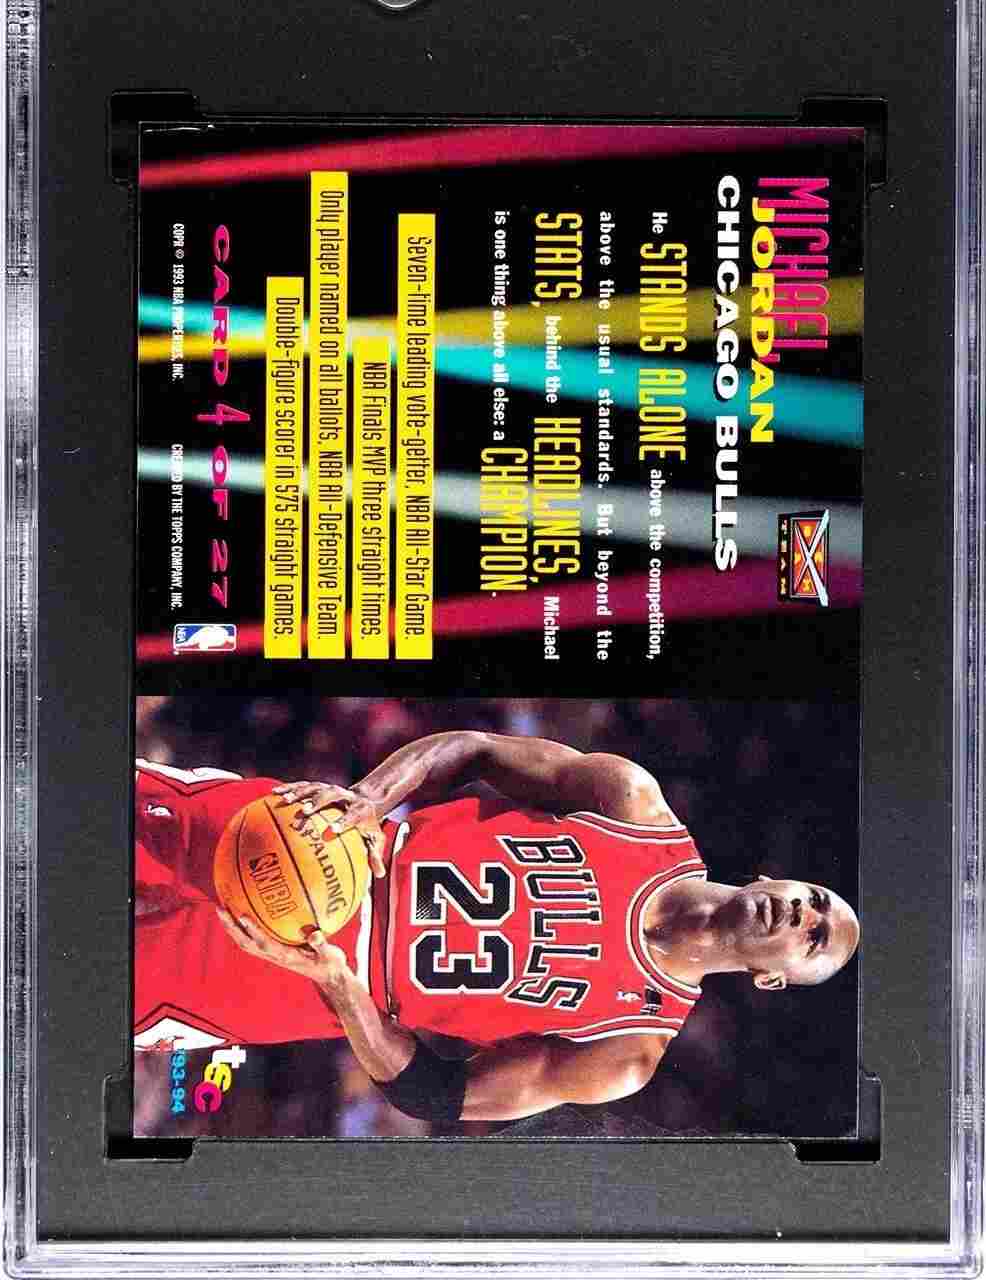 MICHAEL
JORDAN
CHICAGO BULLS
X TEAM
He STANDS ALONE above the competition,
above the usual standards. But beyond the
STATS, behind the HEADLINES, Michael
is one thing above all else: a CHAMPION.
Seven-time leading vote-getter, NBA All-Star Game.
NBA Finals MVP three straight times.
Only player named on all ballots, NBA All-Defensive Team.
Double-figure scorer in 575 straight games.
CARD 4 OF 27
COPR © 1993 NBA PROPERTIES, INC. CREATED BY THE TOPPS COMPANY, INC.
NBA
BULLS
23
SPALDING
NBA
tsc
'93-94